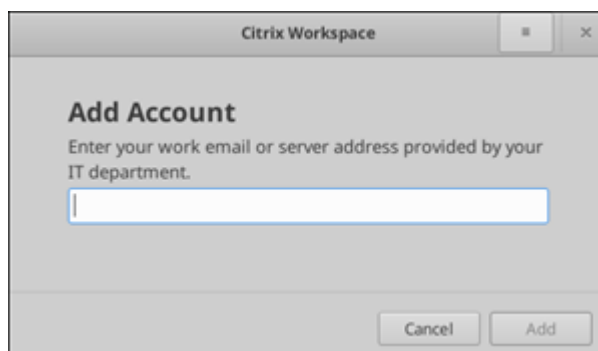 Citrix Workspace
Add Account
Enter your work email or server address provided by your
IT department.
Cancel
Add